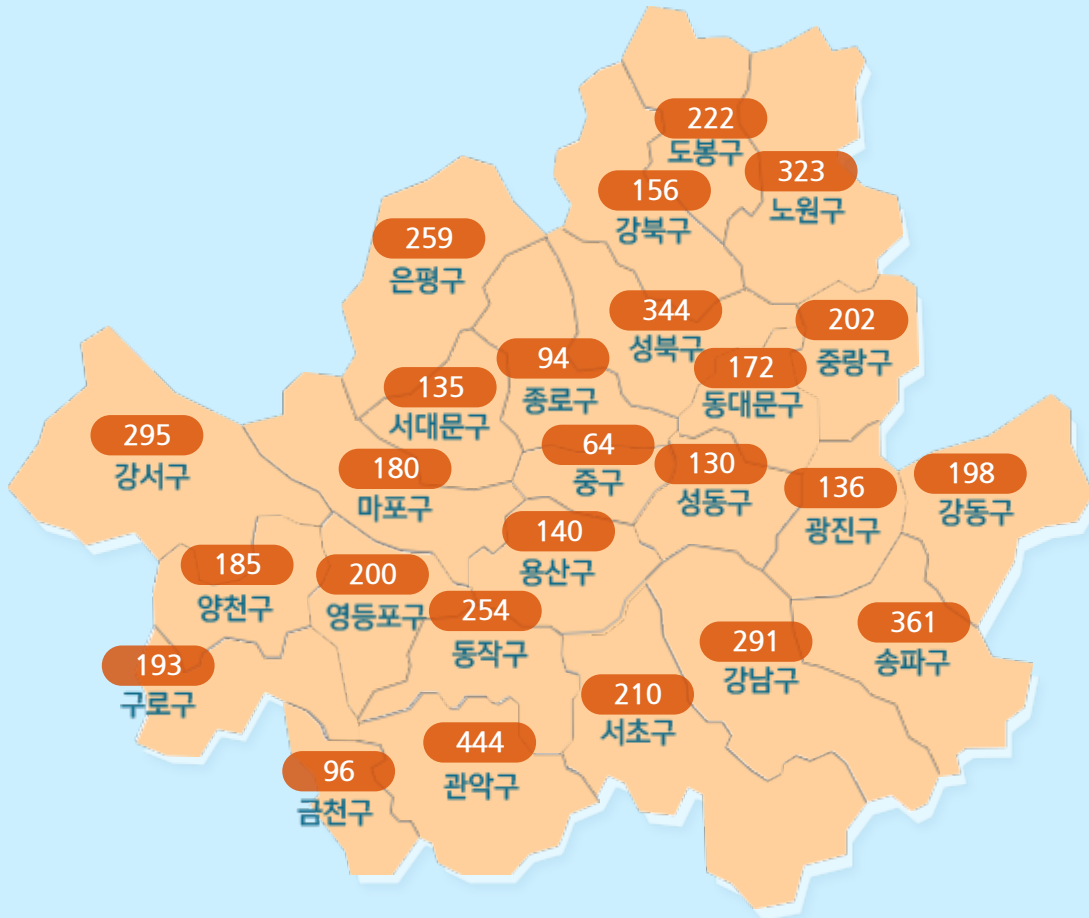 222
도봉구
323
노원구
156
강북구
259
은평구
344
성북구
202
중랑구
94
종로구
172
동대문구
135
서대문구
295
강서구
64
중구
130
성동구
180
마포구
136
광진구
198
강동구
140
용산구
185
양천구
200
영등포구
254
동작구
361
송파구
291
강남구
193
구로구
210
서초구
444
관악구
96
금천구